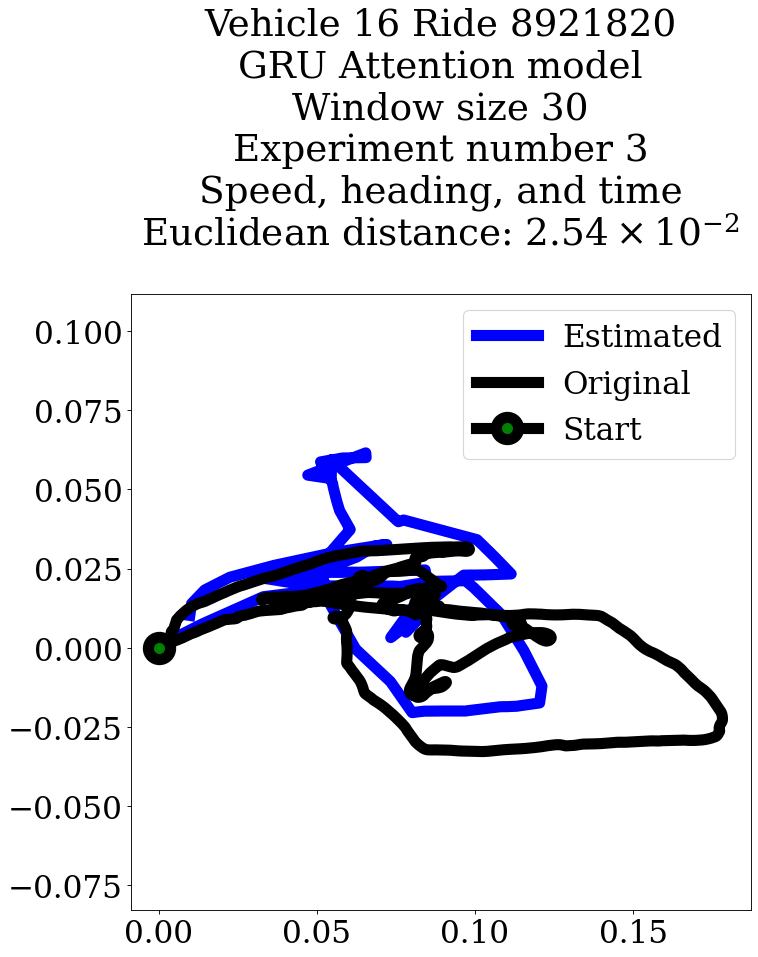 Vehicle 16 Ride 8921820
GRU Attention model
Window size 30
Experiment number 3
Speed, heading, and time
Euclidean distance: 2.54 × 10⁻²
Estimated
Original
Start
0.100
0.075
0.050
0.025
0.000
−0.025
−0.050
−0.075
0.00 0.05 0.10 0.15